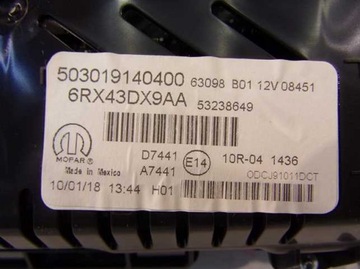 503019140400 63098 B01 12V 08451
6RX43DX9AA 53238649
MOPAR
Made in Mexico
D7441
A7441
E14
10R-04 1436
ODCJ91011DCT
10/01/18 13:44 H01